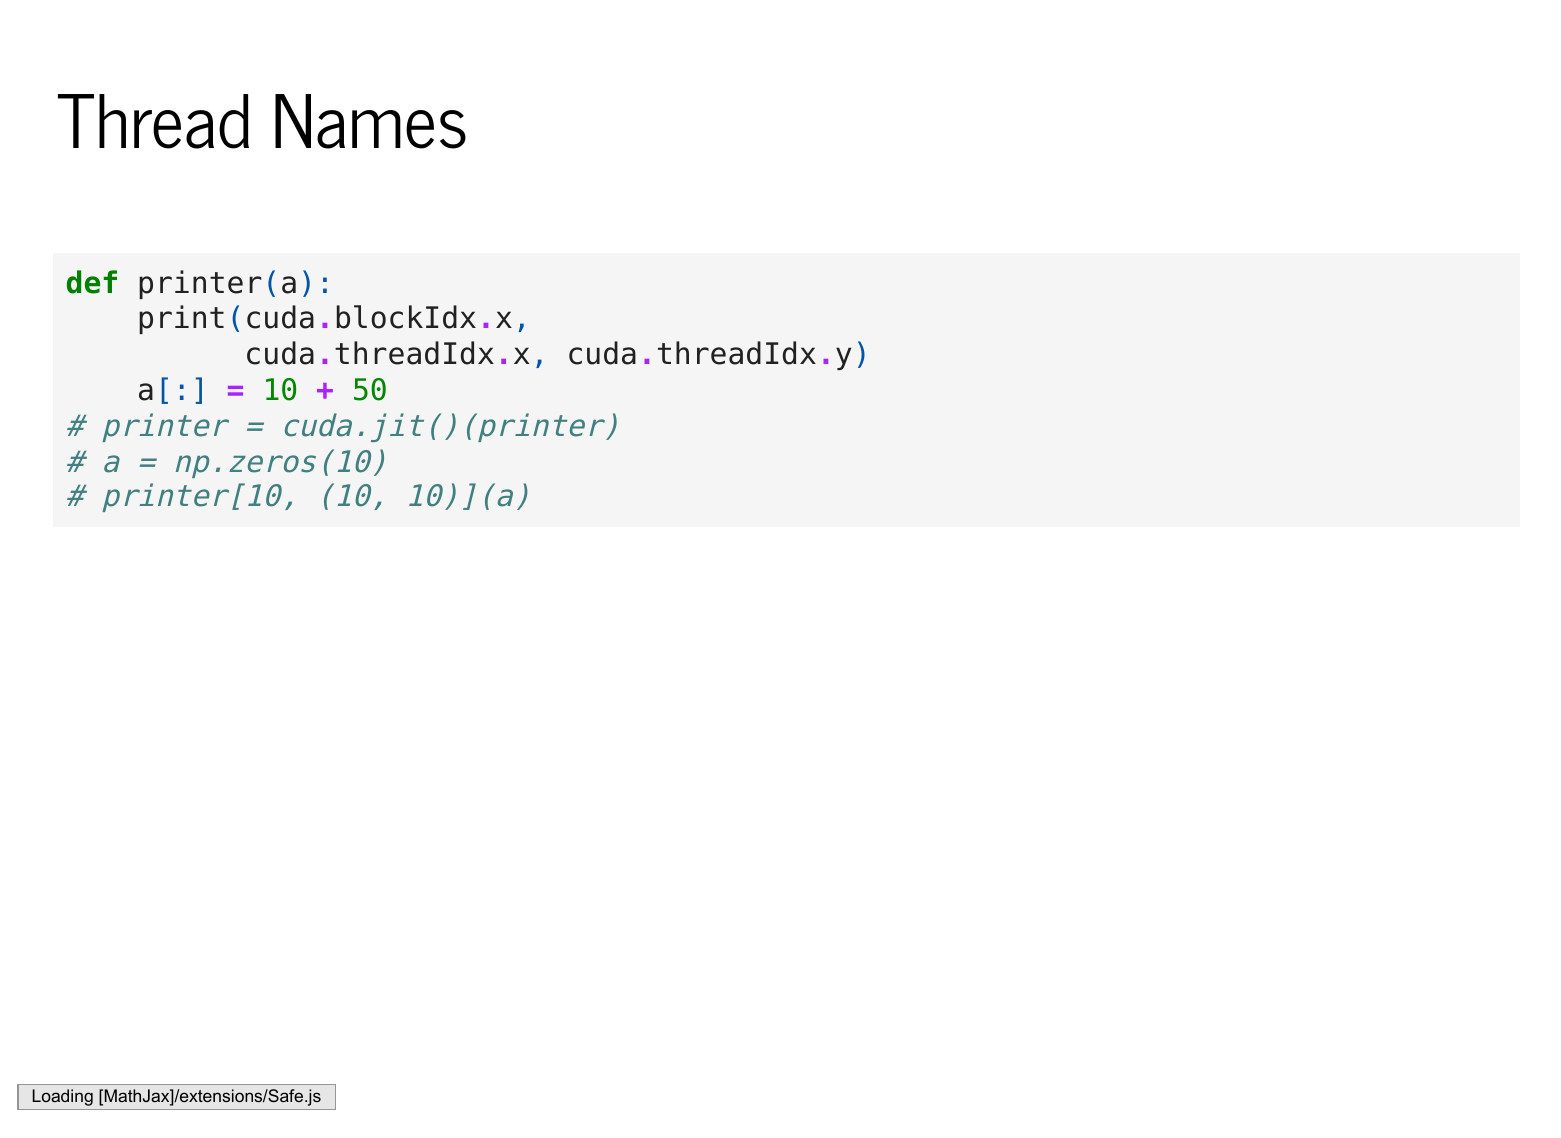 Thread Names
def printer(a):
    print(cuda.blockIdx.x,
          cuda.threadIdx.x, cuda.threadIdx.y)
    a[:] = 10 + 50
# printer = cuda.jit()(printer)
# a = np.zeros(10)
# printer[10, (10, 10)](a)
Loading [MathJax]/extensions/Safe.js